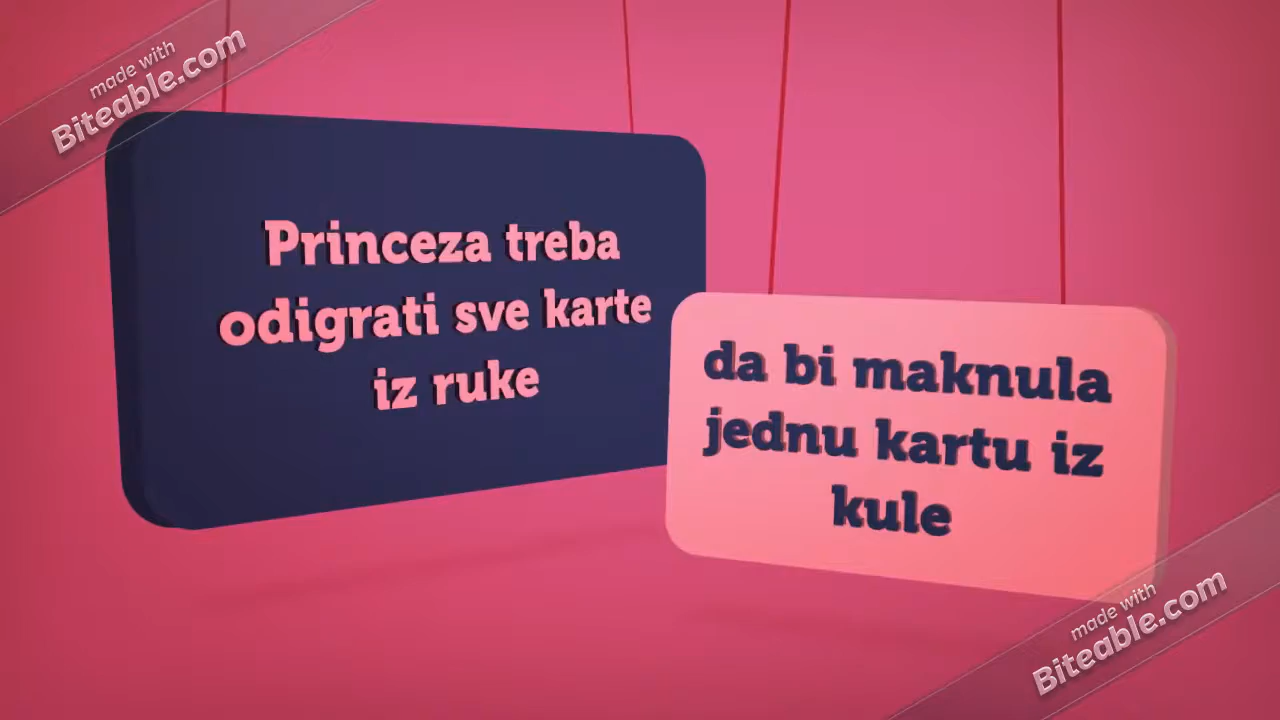 made with
Biteable.com
Princeza treba
odigrati sve karte
iz ruke
da bi maknula
jednu kartu iz
kule
made with
Biteable.com